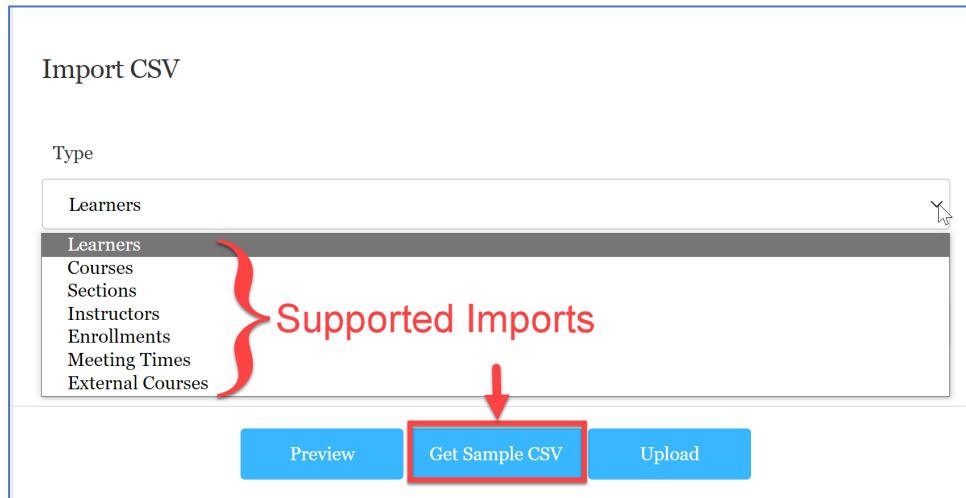 Import CSV
Type
Learners
Learners
Courses
Sections
Instructors
Enrollments
Meeting Times
External Courses
Supported Imports
Preview Get Sample CSV Upload